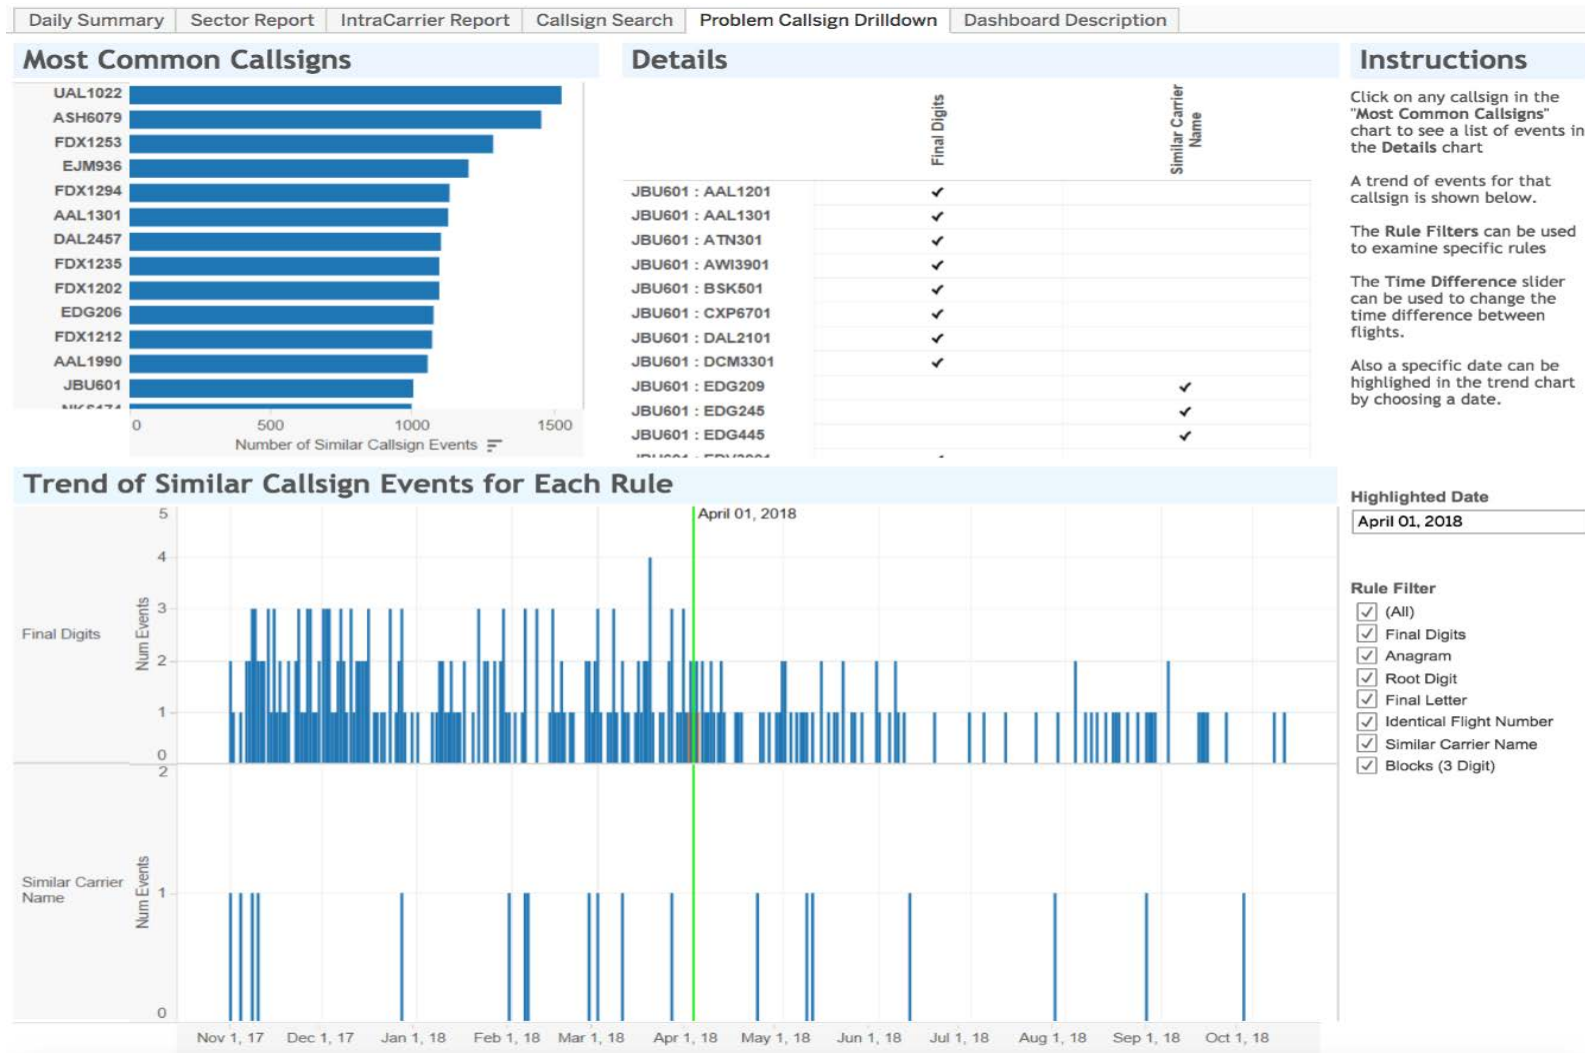 Daily Summary
Sector Report
IntraCarrier Report
Callsign Search
Problem Callsign Drilldown
Dashboard Description
Most Common Callsigns
UAL1022
ASH6079
FDX1253
EJM936
FDX1294
AAL1301
DAL2457
FDX1235
FDX1202
EDG206
FDX1212
AAL1990
JBU601
0
500
1000
1500
Number of Similar Callsign Events
Details
Final Digits
Similar Carrier
Name
JBU601 : AAL1201
JBU601 : AAL1301
JBU601 : ATN301
JBU601 : AWI3901
JBU601 : BSK501
JBU601 : CXP6701
JBU601 : DAL2101
JBU601 : DCM3301
JBU601 : EDG209
JBU601 : EDG245
JBU601 : EDG445
Instructions
Click on any callsign in the
"Most Common Callsigns"
chart to see a list of events in
the Details chart
A trend of events for that
callsign is shown below.
The Rule Filters can be used
to examine specific rules
The Time Difference slider
can be used to change the
time difference between
flights.
Also a specific date can be
highlighed in the trend chart
by choosing a date.
Trend of Similar Callsign Events for Each Rule
April 01, 2018
Final Digits
Num Events
5
4
3
2
1
0
Similar Carrier
Name
Num Events
2
1
0
Nov 1, 17
Dec 1, 17
Jan 1, 18
Feb 1, 18
Mar 1, 18
Apr 1, 18
May 1, 18
Jun 1, 18
Jul 1, 18
Aug 1, 18
Sep 1, 18
Oct 1, 18
Highlighted Date
April 01, 2018
Rule Filter
(All)
Final Digits
Anagram
Root Digit
Final Letter
Identical Flight Number
Similar Carrier Name
Blocks (3 Digit)